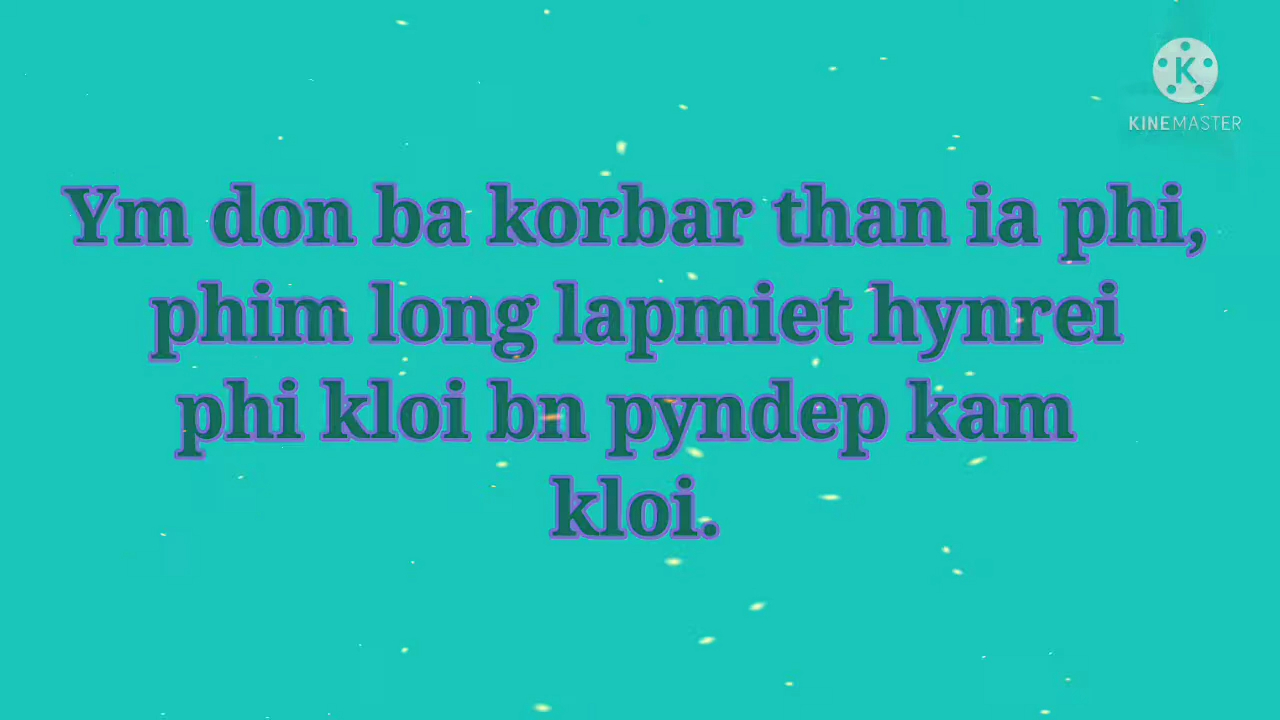 KINEMASTER
Ym don ba korbar than ia phi,
phim long lapmiet hynrei
phi kloi bn pyndep kam
kloi.